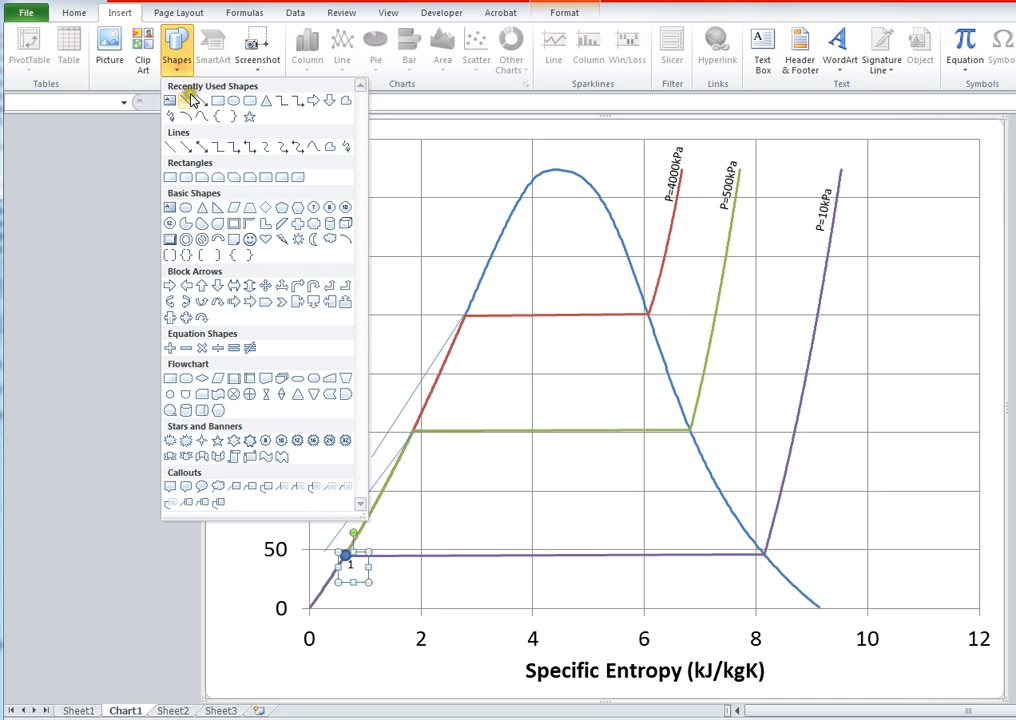 File Home Insert Page Layout Formulas Data Review View Developer Acrobat Format
PivotTable Table Picture Clip Art Shapes SmartArt Screenshot Column Line Pie Bar Area Scatter Other Charts Line Column Win/Loss Slicer Hyperlink Text Box Header & Footer WordArt Signature Line Object Equation Symbo
Tables Charts Sparklines Filter Links Text Symbols
Recently Used Shapes
Lines
Rectangles
Basic Shapes
Block Arrows
Equation Shapes
Flowchart
Stars and Banners
Callouts
P=4000kPa
P=500kPa
P=10kPa
50
1
0
0 2 4 6 8 10 12
Specific Entropy (kJ/kgK)
Sheet1 Chart1 Sheet2 Sheet3